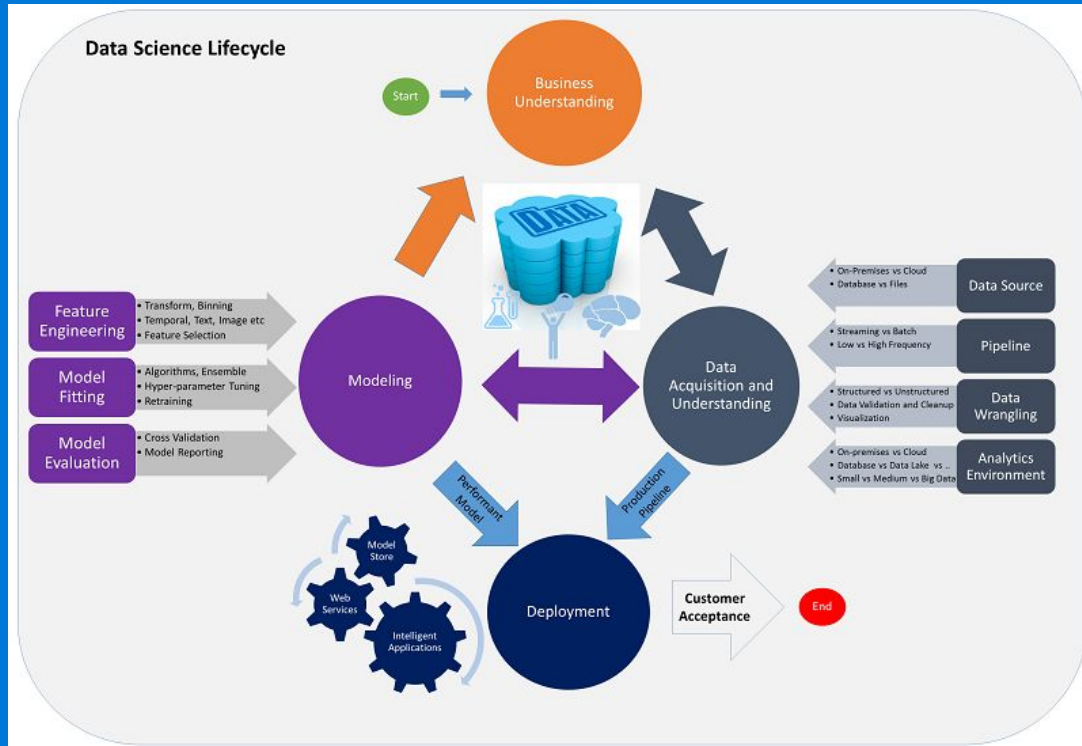 Data Science Lifecycle
Start
Business
Understanding
DATA
Feature
Engineering
• Transform, Binning
• Temporal, Text, Image etc
• Feature Selection
Model
Fitting
• Algorithms, Ensemble
• Hyper-parameter Tuning
• Retraining
Model
Evaluation
• Cross Validation
• Model Reporting
Modeling
Data
Acquisition and
Understanding
• On-Premises vs Cloud
• Database vs Files
Data Source
• Streaming vs Batch
• Low vs High Frequency
Pipeline
• Structured vs Unstructured
• Data Validation and Cleanup
• Visualization
Data
Wrangling
• On-premises vs Cloud
• Database vs Data Lake vs ..
• Small vs Medium vs Big Data
Analytics
Environment
Performant
Model
Production
Pipeline
Model
Store
Web
Services
Intelligent
Applications
Deployment
Customer
Acceptance
End